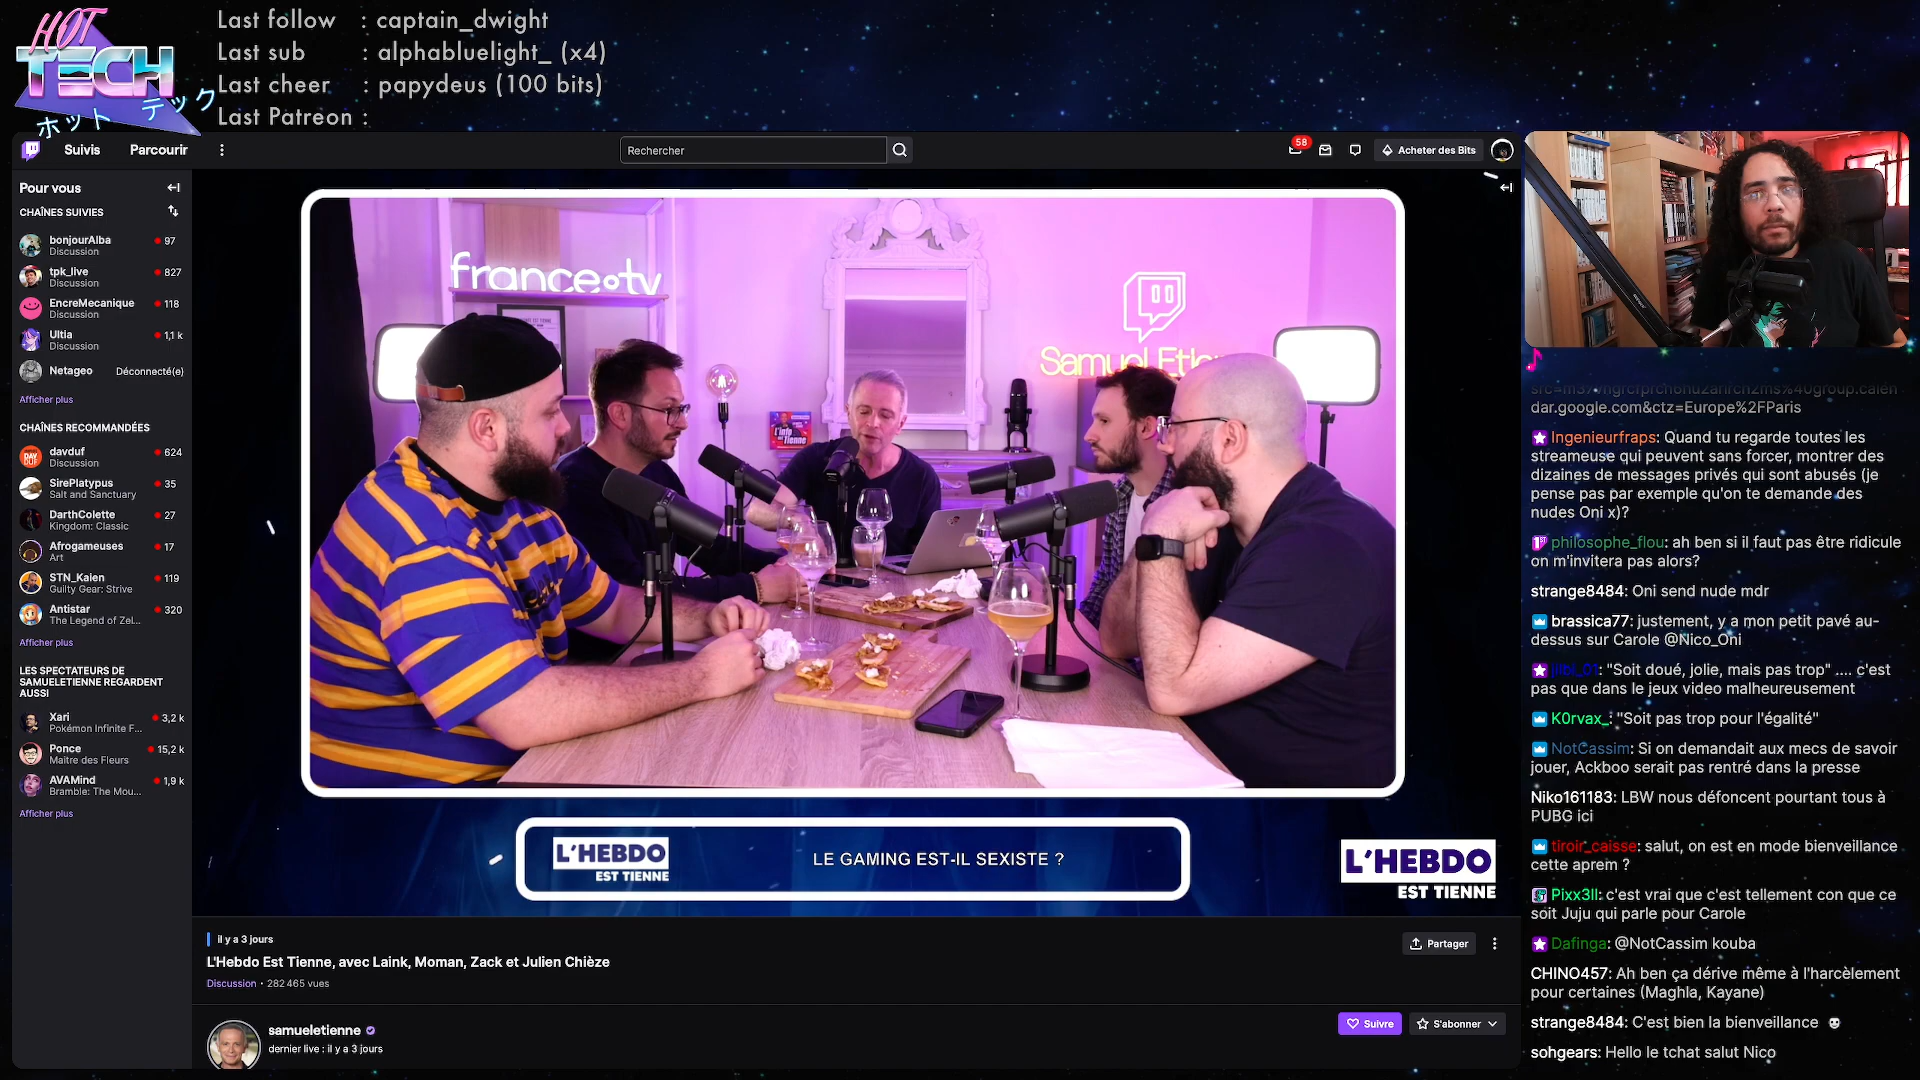 HOT
TECH
ホット テック
Last follow : captain_dwight
Last sub : alphabluelight_ (x4)
Last cheer : papydeus (100 bits)
Last Patreon :
Suivis
Parcourir
Rechercher
58
Acheter des Bits
Pour vous
CHAÎNES SUIVIES
bonjourAlba 97
Discussion
tpk_live 827
Discussion
EncreMecanique 118
Discussion
Ultia 1,1 k
Discussion
Netageo Déconnecté(e)
Afficher plus
CHAÎNES RECOMMANDÉES
davduf 624
Discussion
SirePlatypus 35
Salt and Sanctuary
DarthColette 27
Kingdom: Classic
Afrogameuses 17
Art
STN_Kaien 119
Guilty Gear: Strive
Antistar 320
The Legend of Zel...
Afficher plus
LES SPECTATEURS DE
SAMUELETIENNE REGARDENT
AUSSI
Xari 3,2 k
Pokémon Infinite F...
Ponce 15,2 k
Maitre des Fleurs
AVAMind 1,9 k
Bramble: The Mou...
Afficher plus
france•tv
Samuel Etie
L'HEBDO
EST TIENNE
LE GAMING EST-IL SEXISTE ?
L'HEBDO
EST TIENNE
il y a 3 jours
L'Hebdo Est Tienne, avec Laink, Moman, Zack et Julien Chièze
Discussion • 282 465 vues
Partager
samueletienne
dernier live : il y a 3 jours
Suivre
S'abonner
dar.google.com&ctz=Europe%2FParis
Ingenieurfraps: Quand tu regarde toutes les
streameuse qui peuvent sans forcer, montrer des
dizaines de messages privés qui sont abusés (je
pense pas par exemple qu'on te demande des
nudes Oni x)?
philosophe_flou: ah ben si il faut pas être ridicule
on m'invitera pas alors?
strange8484: Oni send nude mdr
brassica77: justement, y a mon petit pavé au-
dessus sur Carole @Nico_Oni
"Soit doué, jolie, mais pas trop" .... c'est
pas que dans le jeux video malheureusement
K0rvax_: "Soit pas trop pour l'égalité"
NotCassim: Si on demandait aux mecs de savoir
jouer, Ackboo serait pas rentré dans la presse
Niko161183: LBW nous défoncent pourtant tous à
PUBG ici
tiroir_caisse: salut, on est en mode bienveillance
cette aprem ?
Pixx3ll: c'est vrai que c'est tellement con que ce
soit Juju qui parle pour Carole
Dafinga: @NotCassim kouba
CHINO457: Ah ben ça dérive même à l'harcèlement
pour certaines (Maghla, Kayane)
strange8484: C'est bien la bienveillance
sohgears: Hello le tchat salut Nico